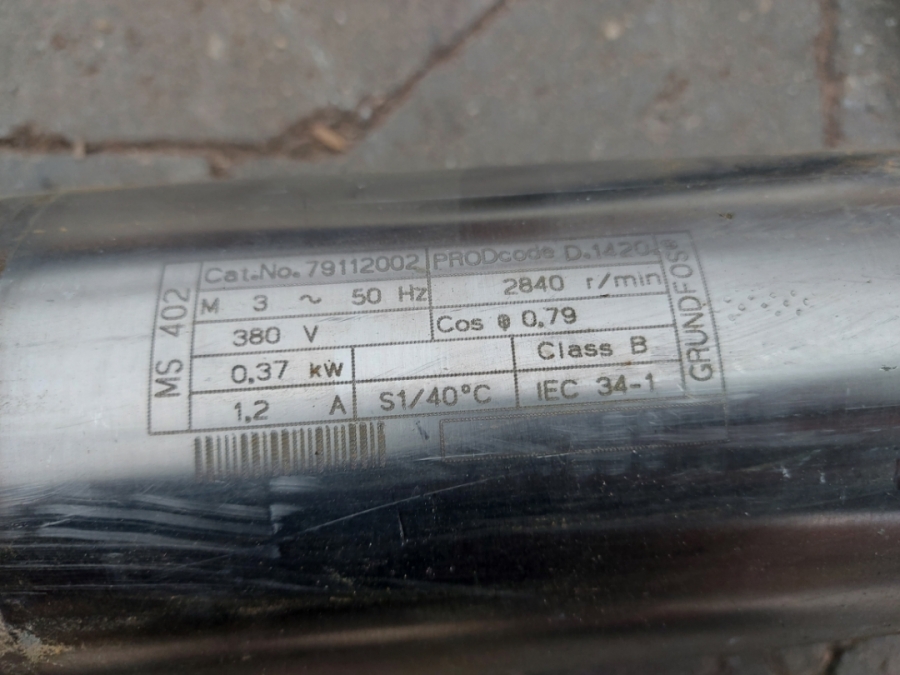 MS 402
Cat.No. 79112002 PRODcode D.1420
M 3 ~ 50 Hz 2840 r/min
380 V Cos φ 0,79
0,37 kW Class B
1,2 A S1/40°C IEC 34-1
GRUNDFOS®